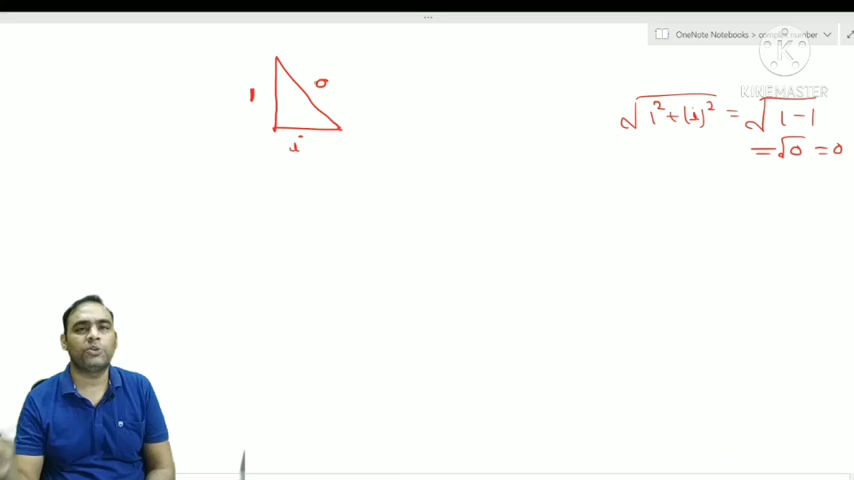 OneNote Notebooks > complex number
K
KINEMASTER
1
0
i
√1² + (i)² = √1 - 1
= √0 = 0